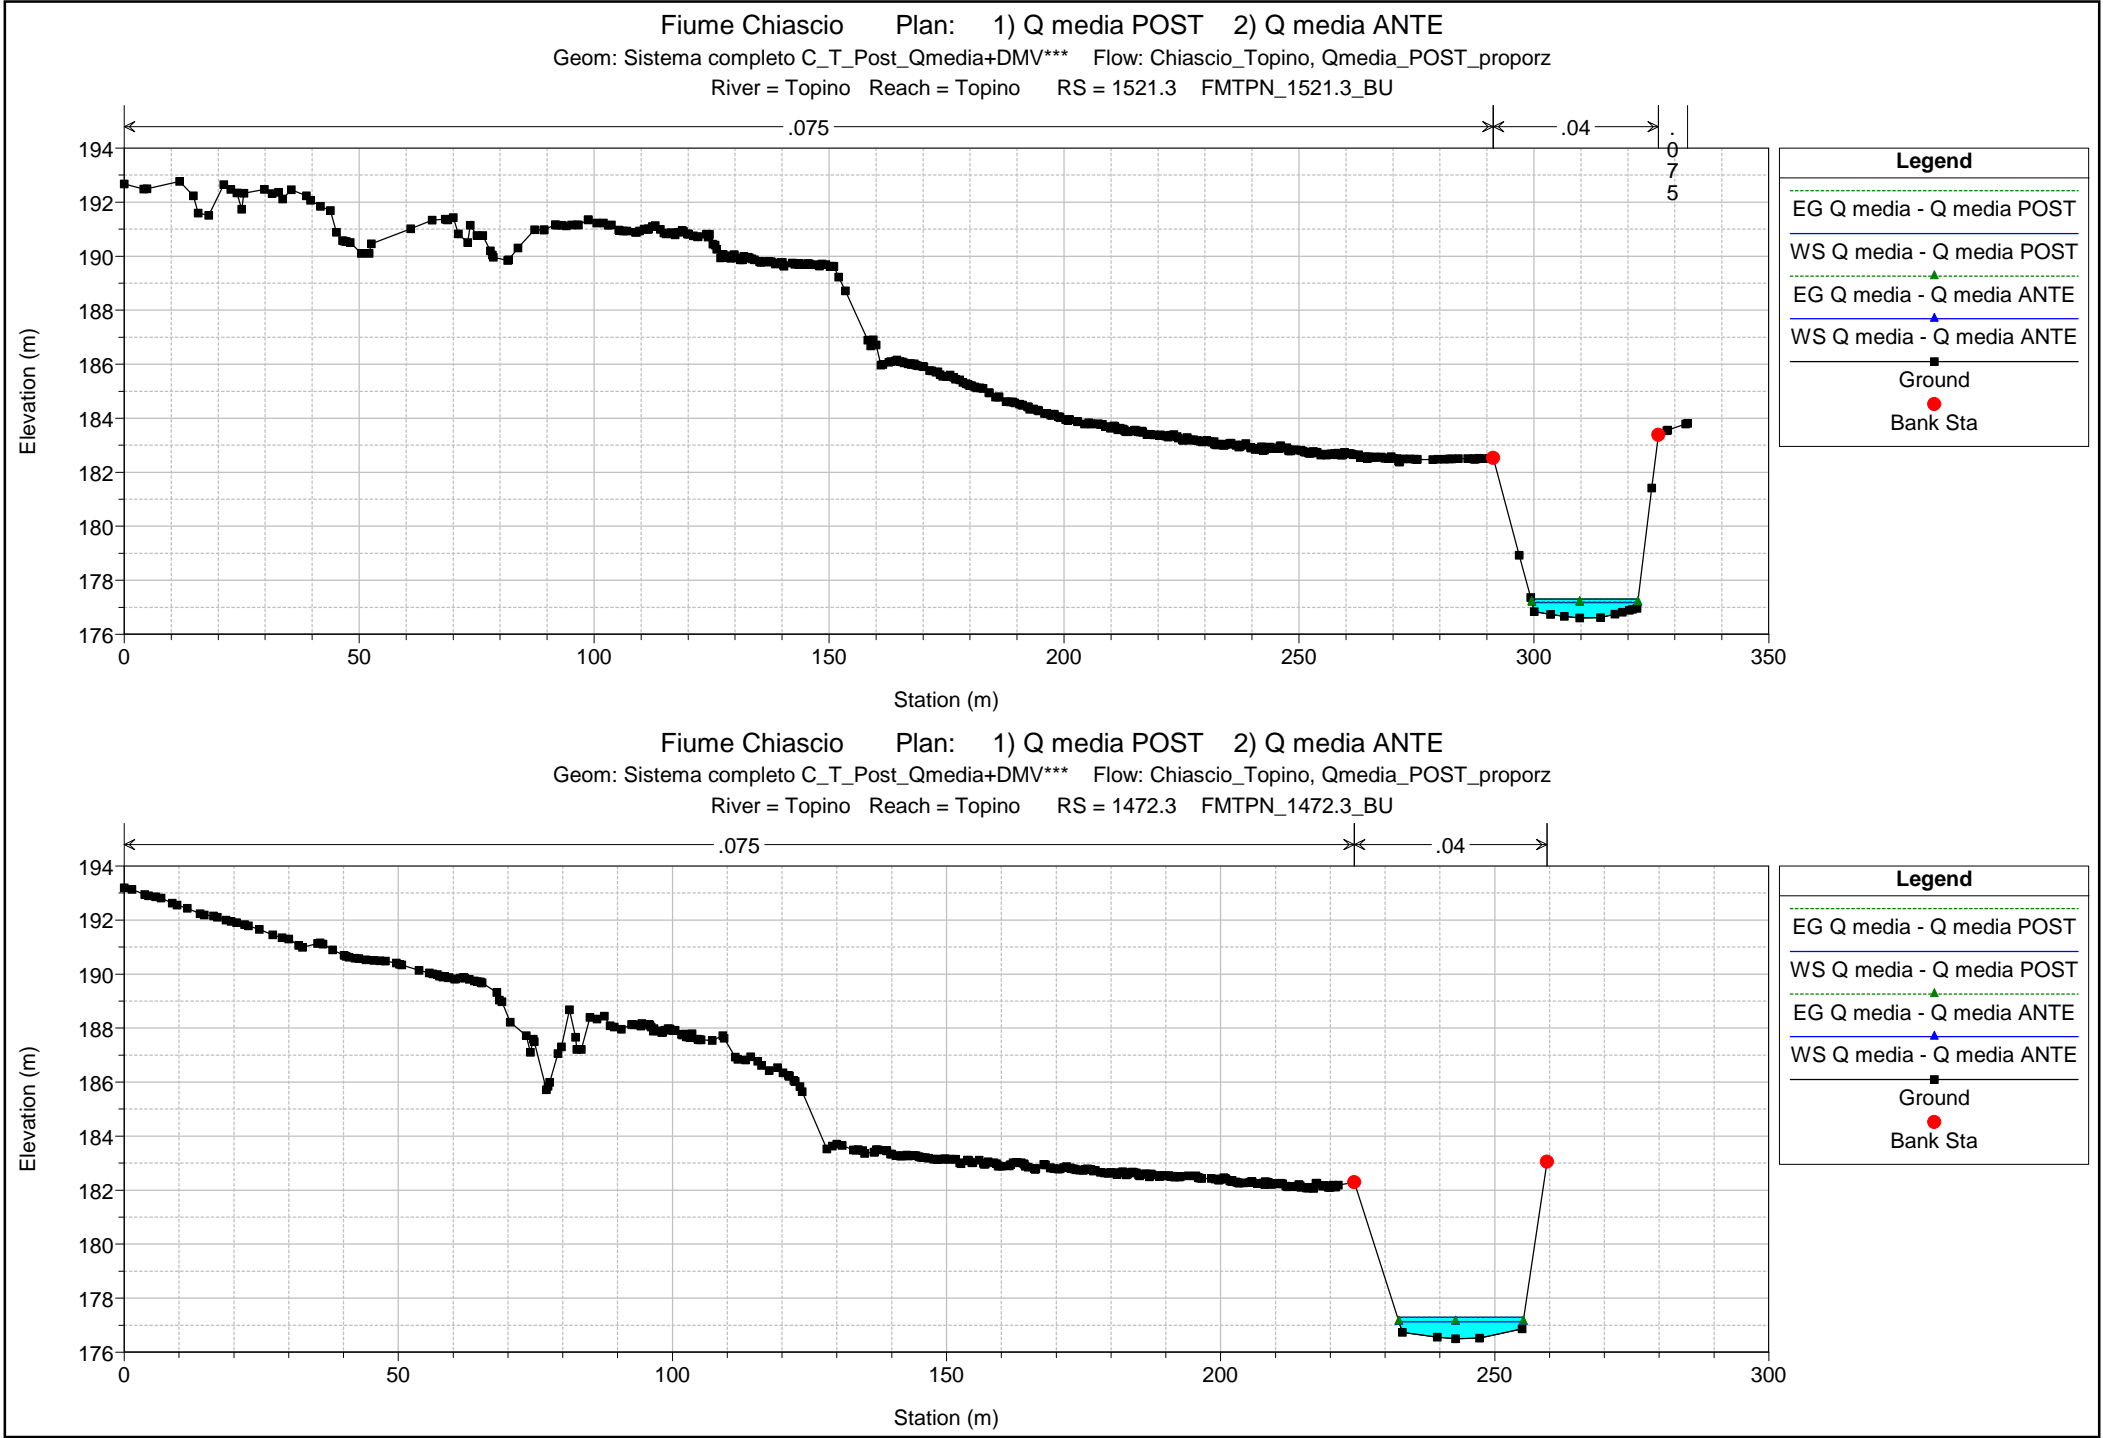 Fiume Chiascio Plan: 1) Q media POST 2) Q media ANTE
Geom: Sistema completo C_T_Post_Qmedia+DMV*** Flow: Chiascio_Topino, Qmedia_POST_proporz
River = Topino Reach = Topino RS = 1521.3 FMTPN_1521.3_BU
.075
.04
.075
194
192
190
188
186
184
182
180
178
176
Elevation (m)
0 50 100 150 200 250 300 350
Station (m)
Legend
EG Q media - Q media POST
WS Q media - Q media POST
EG Q media - Q media ANTE
WS Q media - Q media ANTE
Ground
Bank Sta
Fiume Chiascio Plan: 1) Q media POST 2) Q media ANTE
Geom: Sistema completo C_T_Post_Qmedia+DMV*** Flow: Chiascio_Topino, Qmedia_POST_proporz
River = Topino Reach = Topino RS = 1472.3 FMTPN_1472.3_BU
.075
.04
194
192
190
188
186
184
182
180
178
176
Elevation (m)
0 50 100 150 200 250 300
Station (m)
Legend
EG Q media - Q media POST
WS Q media - Q media POST
EG Q media - Q media ANTE
WS Q media - Q media ANTE
Ground
Bank Sta